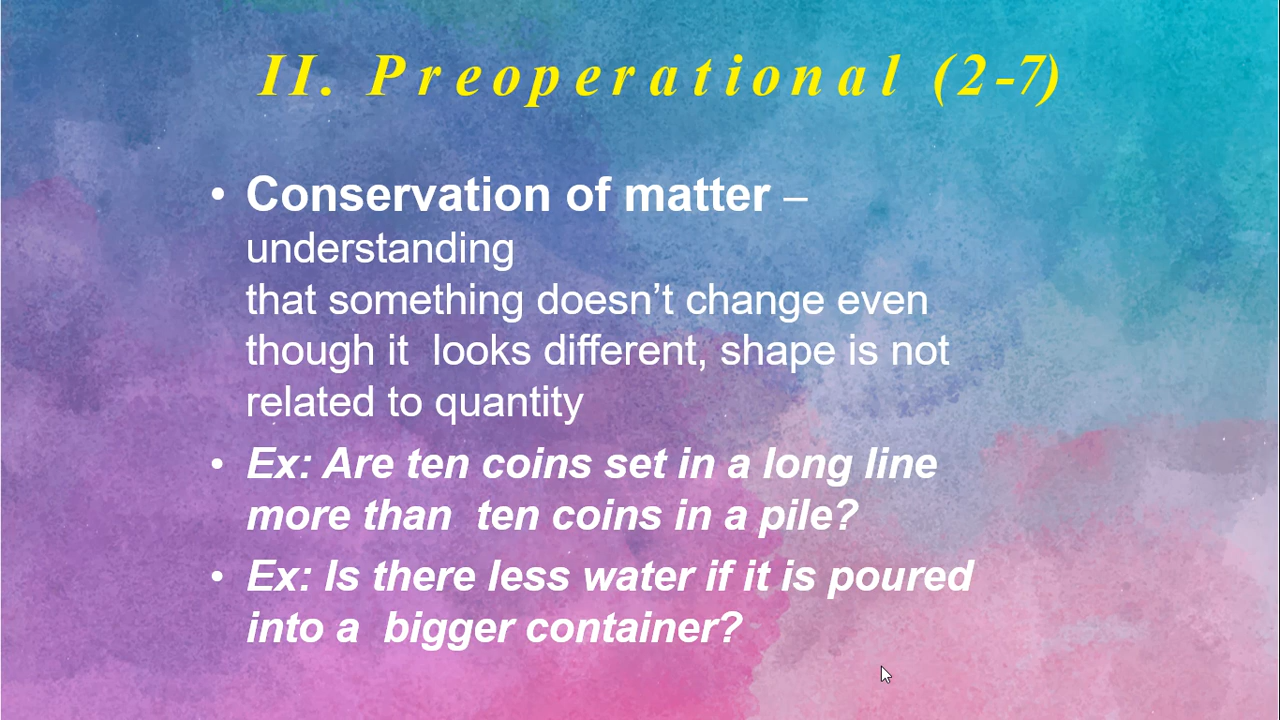 II. Preoperational (2-7)
• Conservation of matter –
understanding
that something doesn’t change even
though it  looks different, shape is not
related to quantity
• Ex: Are ten coins set in a long line
more than  ten coins in a pile?
• Ex: Is there less water if it is poured
into a  bigger container?